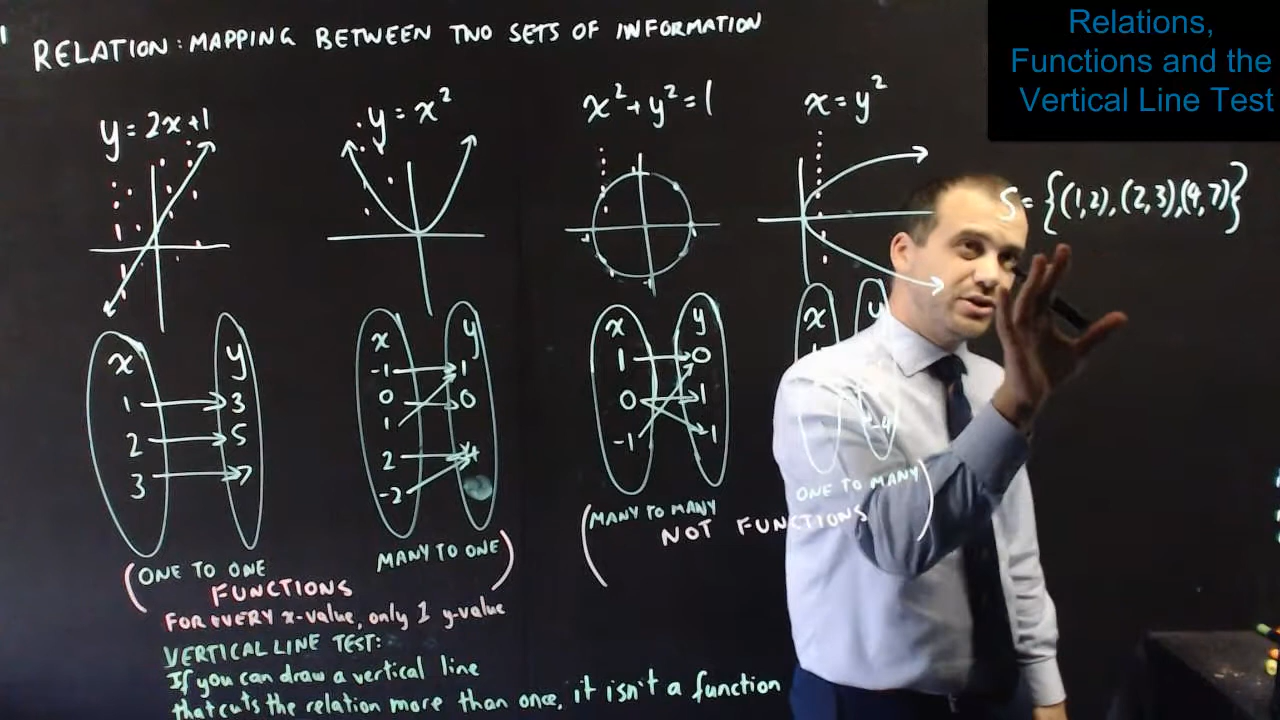 Relations,
Functions and the
Vertical Line Test
RELATION: MAPPING BETWEEN TWO SETS OF INFORMATION
y = 2x+1
y = x²
x² + y² = 1
x = y²
S = {(1,2),(2,3),(4,7)}
x y
1 3
2 5
3 7
x y
-1 1
0 0
1
2 4
-2
x y
1 0
0 1
-1 -1
x y
-4
(ONE TO ONE
MANY TO ONE)
(MANY TO MANY
ONE TO MANY)
FUNCTIONS
NOT FUNCTIONS
FOR EVERY x-value, only 1 y-value
VERTICAL LINE TEST:
If you can draw a vertical line
that cuts the relation more than once, it isn't a function